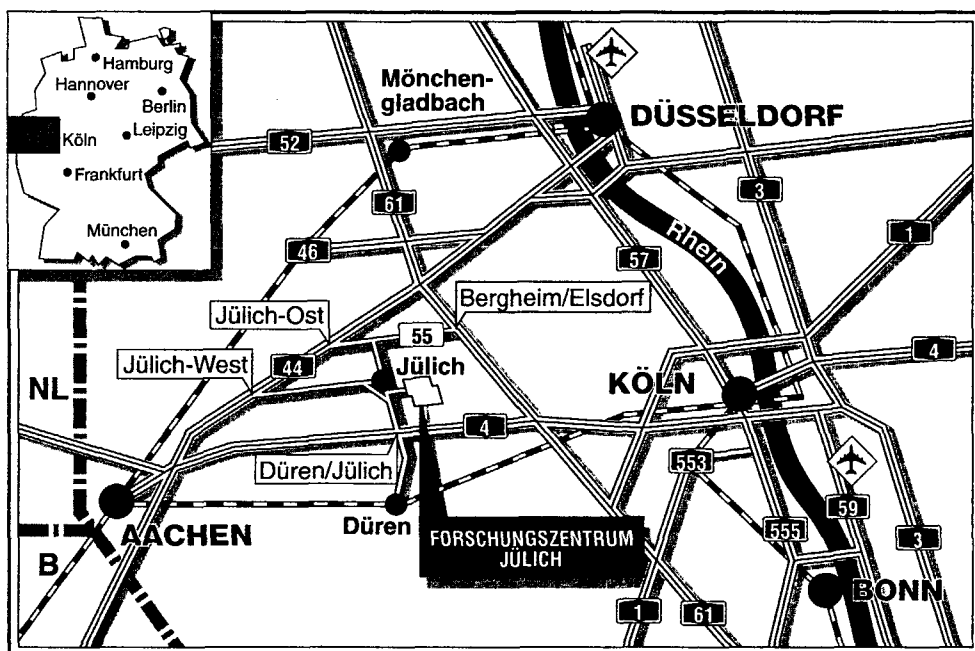 Hamburg
Hannover
Berlin
Leipzig
Köln
Frankfurt
München
Mönchen-
gladbach
DÜSSELDORF
52
61
3
1
46
57
Rhein
Bergheim/Elsdorf
Jülich-Ost
55
Jülich-West
44
Jülich
4
NL
KÖLN
4
553
Düren/Jülich
59
AACHEN
Düren
FORSCHUNGSZENTRUM
JÜLICH
555
3
B
BONN
1
61